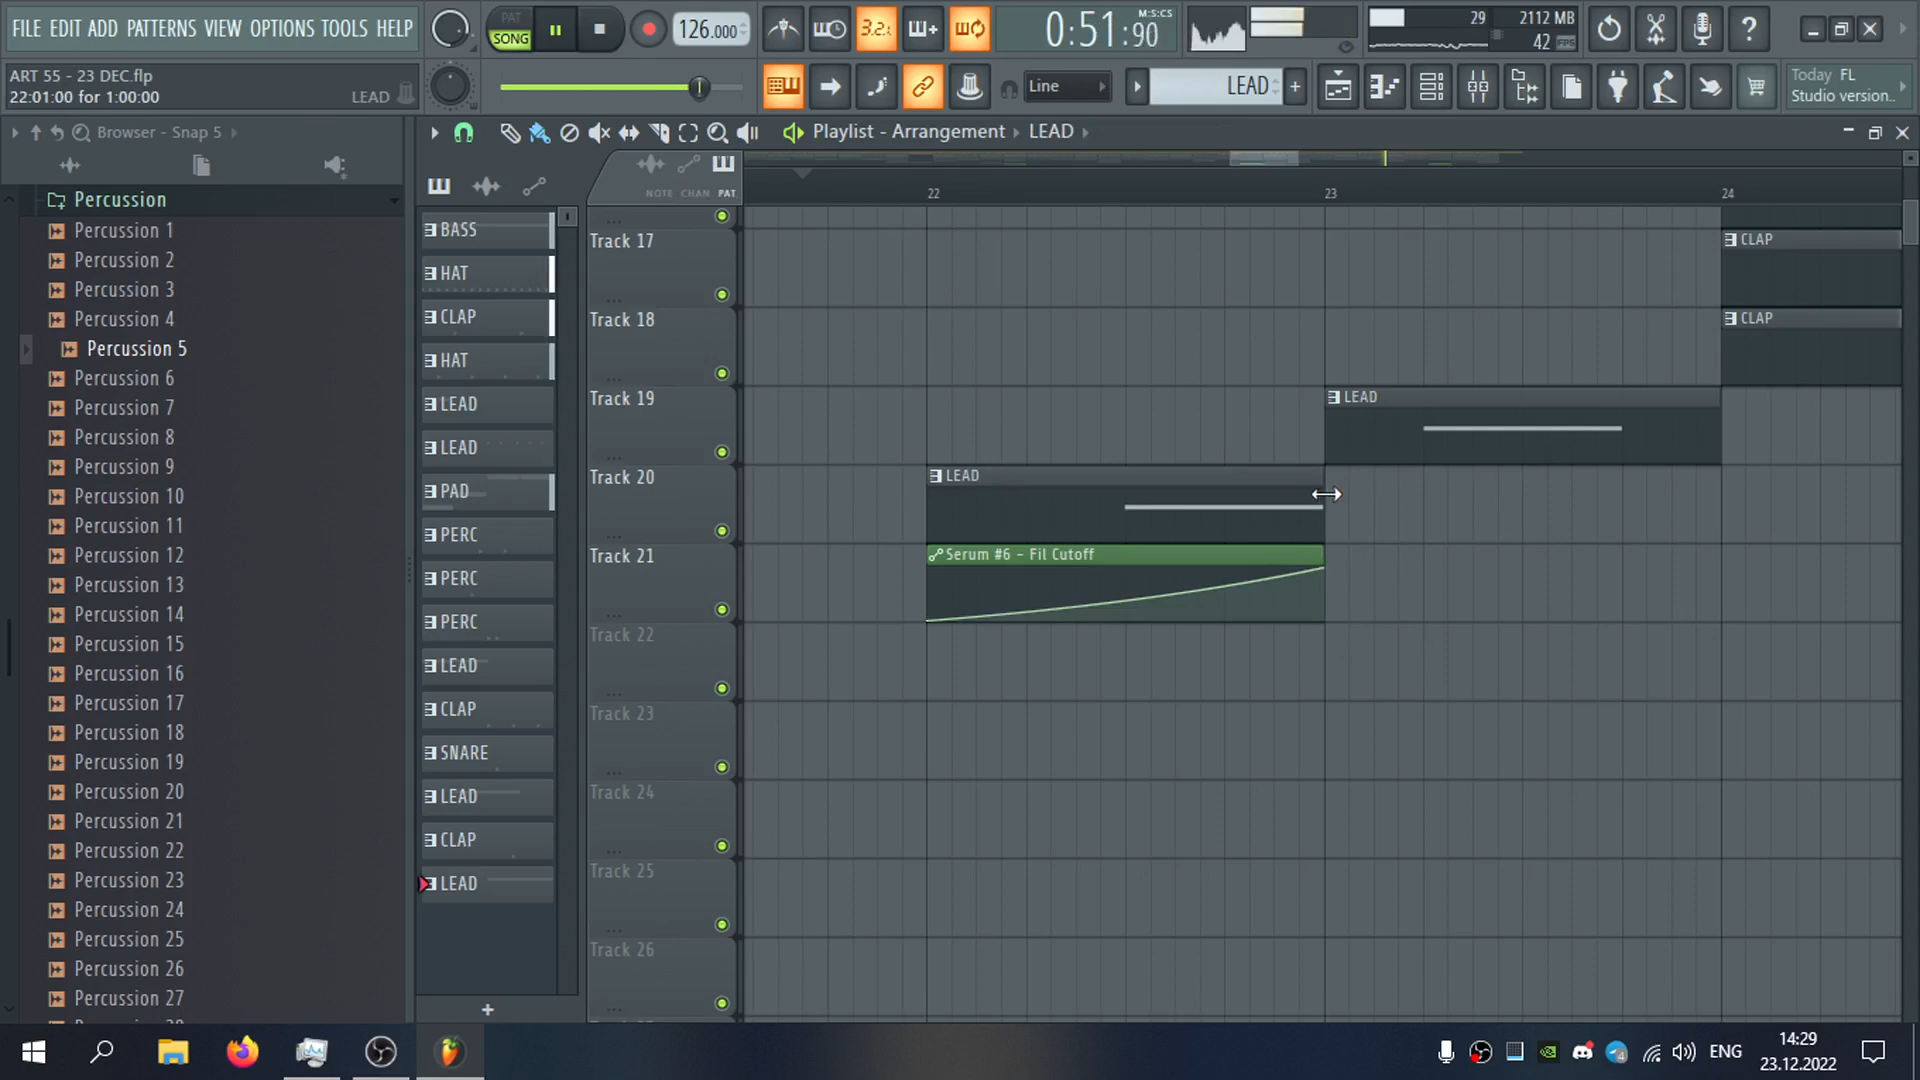 FILE EDIT ADD PATTERNS VIEW OPTIONS TOOLS HELP
PAT
SONG
126.000
3.2.
0:51:90
M:S:CS
29
2112 MB
42
ART 55 - 23 DEC.flp
22:01:00 for 1:00:00
LEAD
Line
LEAD
Today FL
Studio version..
Browser - Snap 5
Playlist - Arrangement
LEAD
NOTE CHAN PAT
22
23
24
Percussion
Percussion 1
Percussion 2
Percussion 3
Percussion 4
Percussion 5
Percussion 6
Percussion 7
Percussion 8
Percussion 9
Percussion 10
Percussion 11
Percussion 12
Percussion 13
Percussion 14
Percussion 15
Percussion 16
Percussion 17
Percussion 18
Percussion 19
Percussion 20
Percussion 21
Percussion 22
Percussion 23
Percussion 24
Percussion 25
Percussion 26
Percussion 27
BASS
HAT
CLAP
HAT
LEAD
LEAD
PAD
PERC
PERC
PERC
LEAD
CLAP
SNARE
LEAD
CLAP
LEAD
Track 17
Track 18
Track 19
Track 20
Track 21
Track 22
Track 23
Track 24
Track 25
Track 26
CLAP
CLAP
LEAD
LEAD
Serum #6 - Fil Cutoff
ENG
14:29
23.12.2022